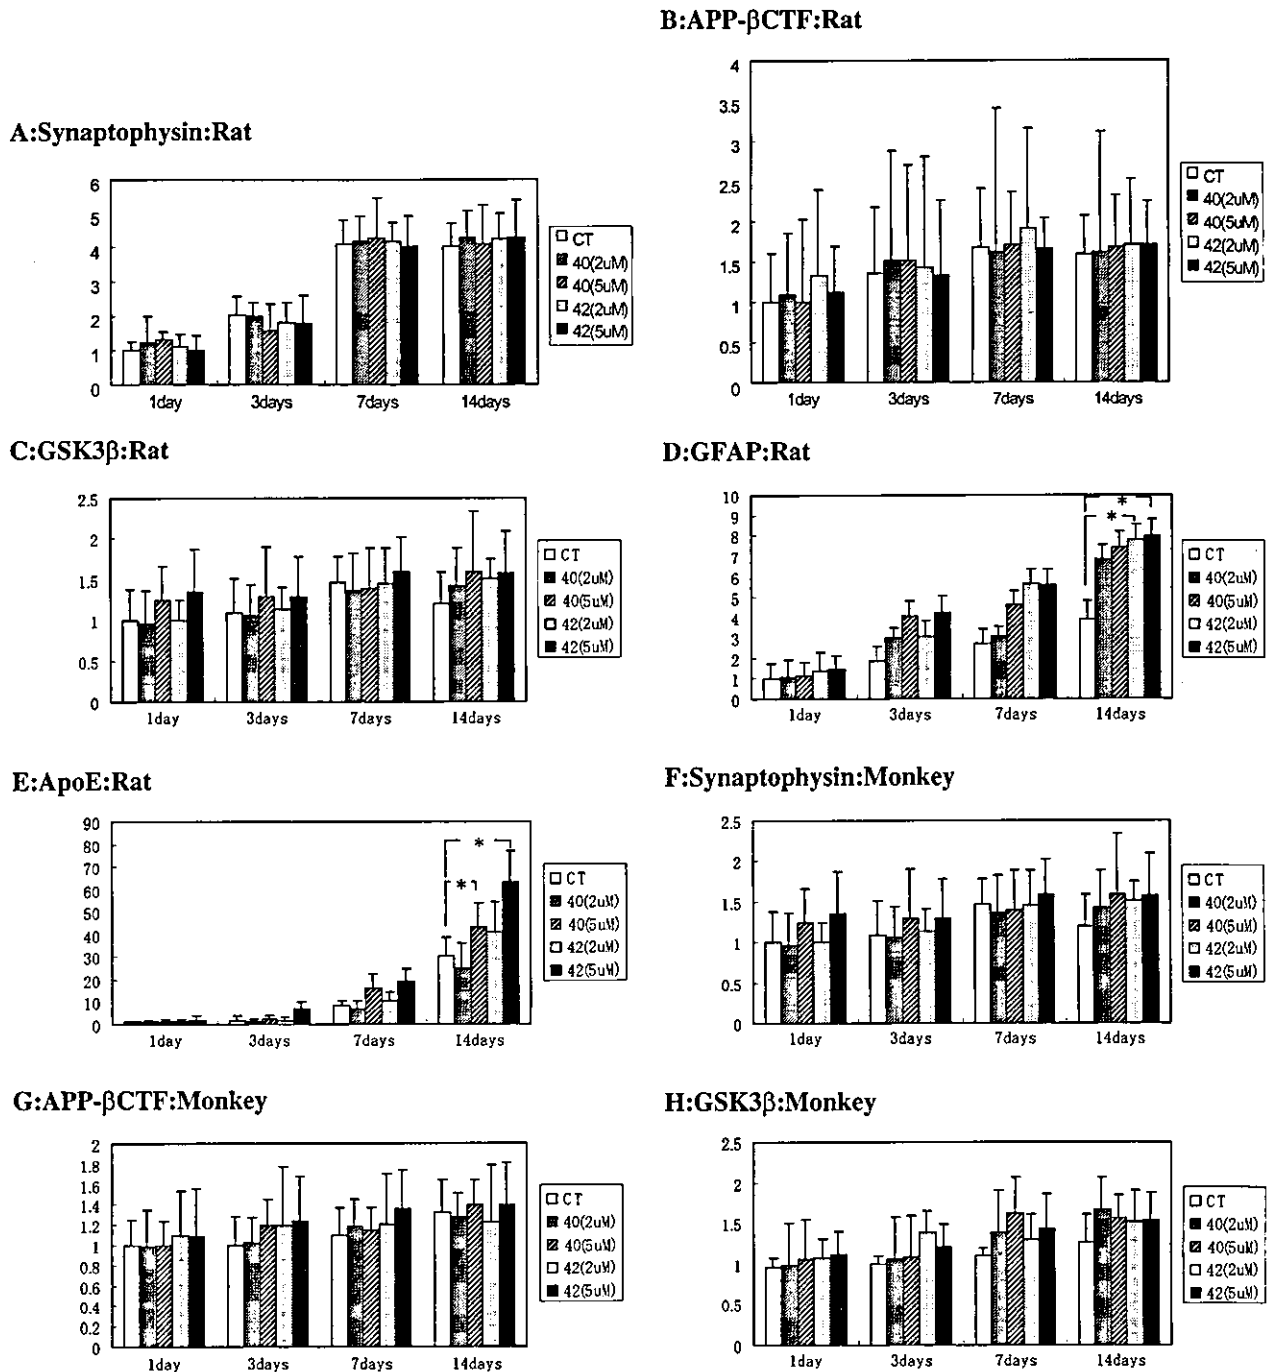 B:APP-βCTF:Rat
4
3.5
3
2.5
2
1.5
1
0.5
0
1day 3days 7days 14days
CT
40(2uM)
40(5uM)
42(2uM)
42(5uM)
A:Synaptophysin:Rat
6
5
4
3
2
1
0
1day 3days 7days 14days
CT
40(2uM)
40(5uM)
42(2uM)
42(5uM)
C:GSK3β:Rat
2.5
2
1.5
1
0.5
0
1day 3days 7days 14days
CT
40(2uM)
40(5uM)
42(2uM)
42(5uM)
D:GFAP:Rat
10
9
8
7
6
5
4
3
2
1
0
* 
*
1day 3days 7days 14days
CT
40(2uM)
40(5uM)
42(2uM)
42(5uM)
E:ApoE:Rat
90
80
70
60
50
40
30
20
10
0
*
*
1day 3days 7days 14days
CT
40(2uM)
40(5uM)
42(2uM)
42(5uM)
F:Synaptophysin:Monkey
2.5
2
1.5
1
0.5
0
1day 3days 7days 14days
CT
40(2uM)
40(5uM)
42(2uM)
42(5uM)
G:APP-βCTF:Monkey
2
1.8
1.6
1.4
1.2
1
0.8
0.6
0.4
0.2
0
1day 3days 7days 14days
CT
40(2uM)
40(5uM)
42(2uM)
42(5uM)
H:GSK3β:Monkey
2.5
2
1.5
1
0.5
0
1day 3days 7days 14days
CT
40(2uM)
40(5uM)
42(2uM)
42(5uM)